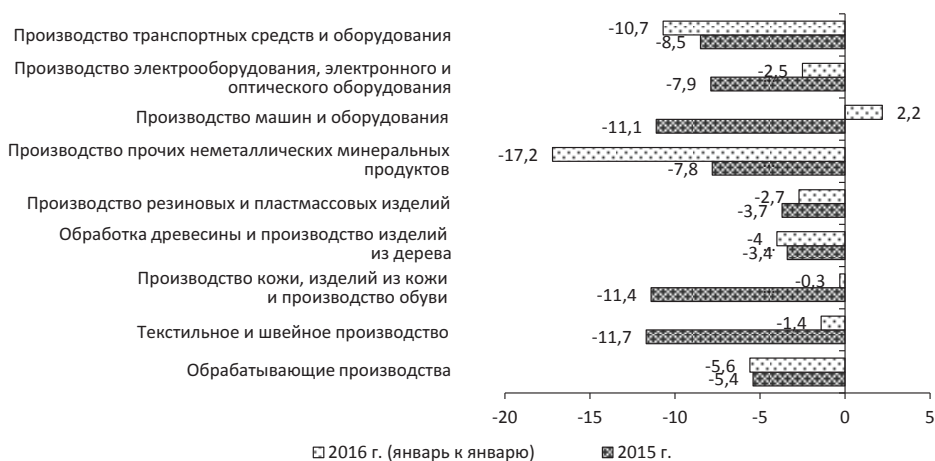 Производство транспортных средств и оборудования
-10,7
-8,5
Производство электрооборудования, электронного и
оптического оборудования
-2,5
-7,9
Производство машин и оборудования
2,2
-11,1
Производство прочих неметаллических минеральных
продуктов
-17,2
-7,8
Производство резиновых и пластмассовых изделий
-2,7
-3,7
Обработка древесины и производство изделий
из дерева
-4
-3,4
Производство кожи, изделий из кожи
и производство обуви
-0,3
-11,4
Текстильное и швейное производство
-1,4
-11,7
Обрабатывающие производства
-5,6
-5,4
-20 -15 -10 -5 0 5
2016 г. (январь к январю) 2015 г.